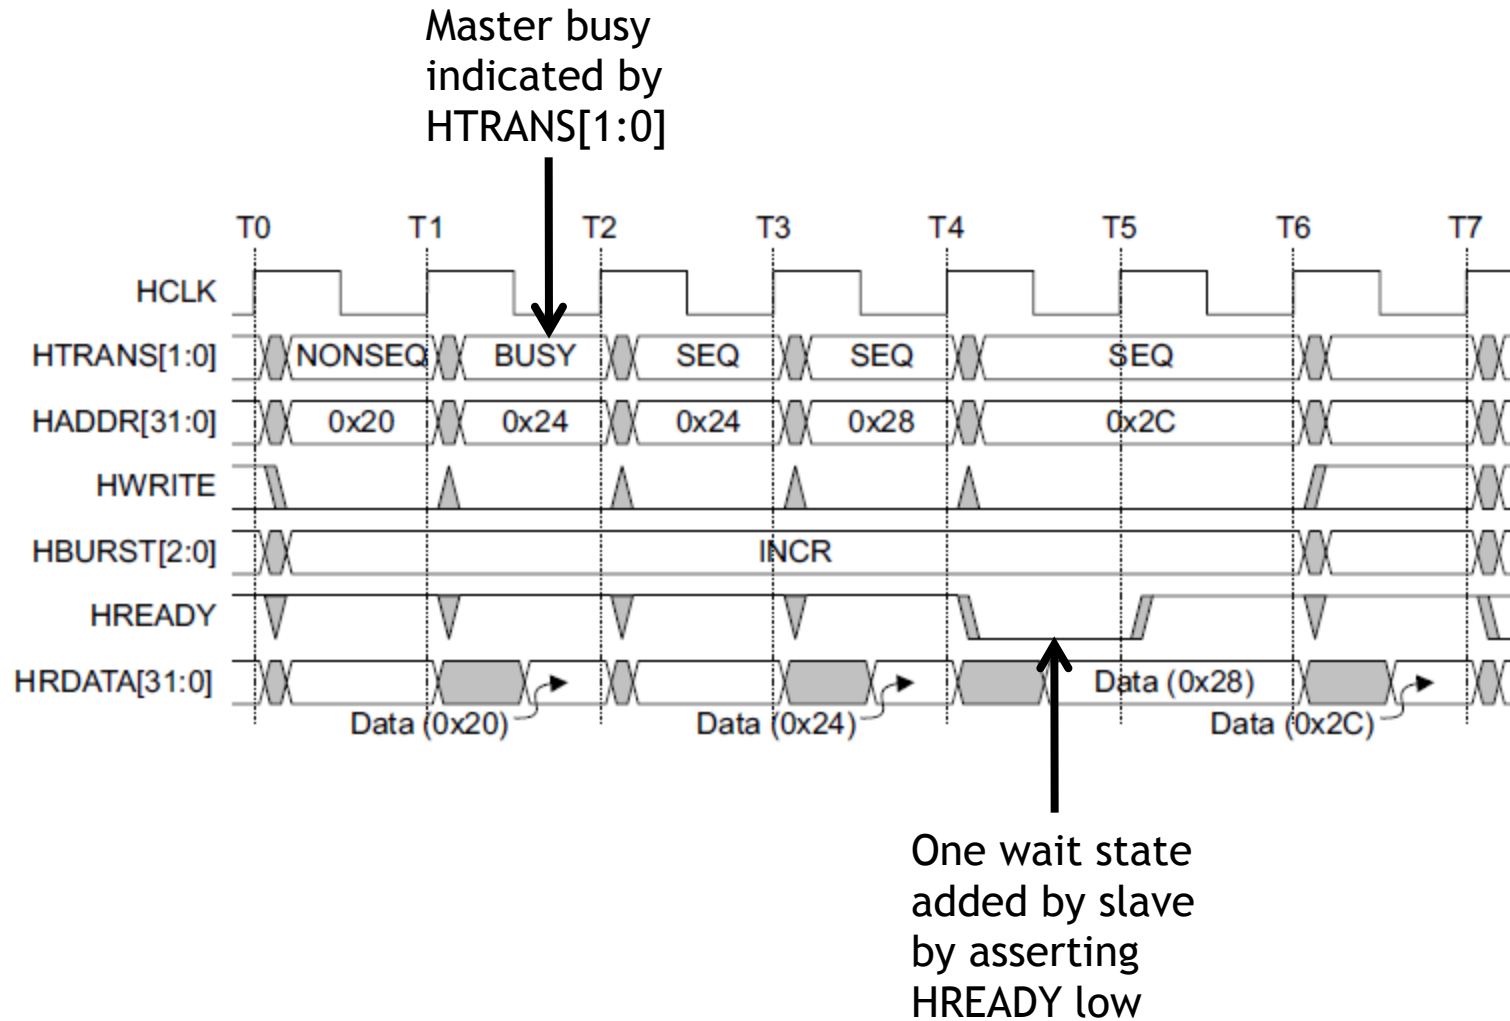 Master busy
indicated by
HTRANS[1:0]
T0 T1 T2 T3 T4 T5 T6 T7
HCLK
HTRANS[1:0] NONSEQ BUSY SEQ SEQ SEQ
HADDR[31:0] 0x20 0x24 0x24 0x28 0x2C
HWRITE
HBURST[2:0] INCR
HREADY
HRDATA[31:0] Data (0x28)
Data (0x20) Data (0x24) Data (0x2C)
One wait state
added by slave
by asserting
HREADY low